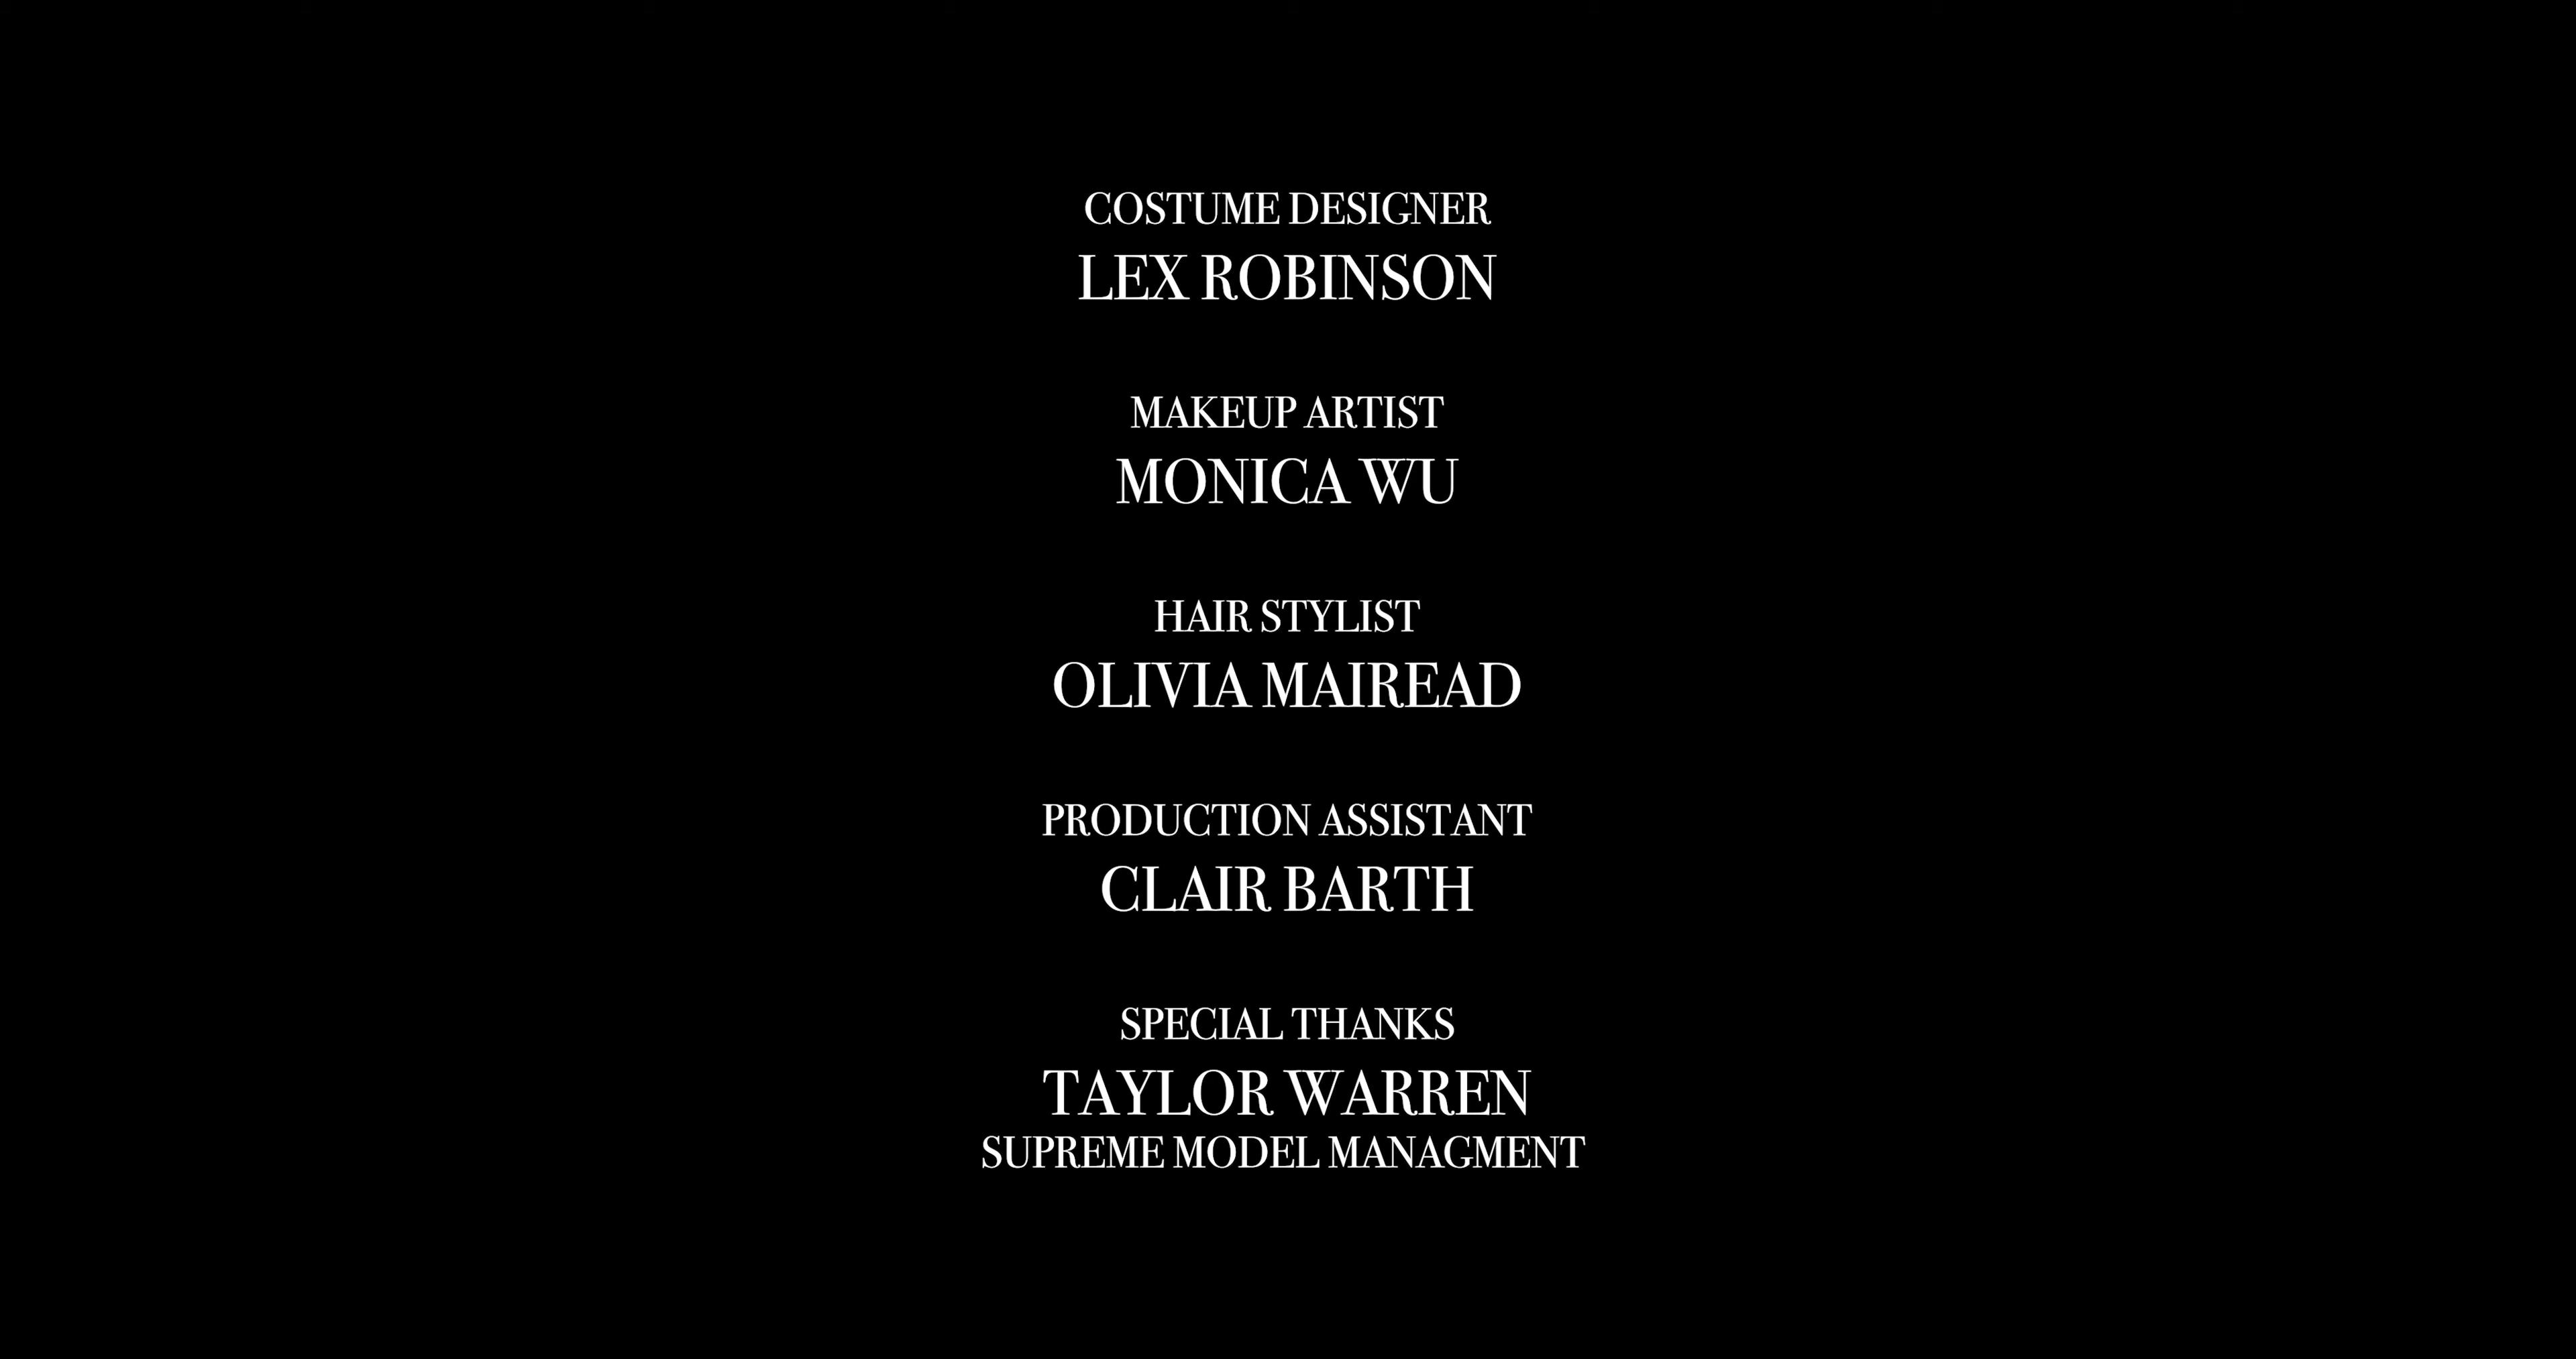 COSTUME DESIGNER
LEX ROBINSON
MAKEUP ARTIST
MONICA WU
HAIR STYLIST
OLIVIA MAIREAD
PRODUCTION ASSISTANT
CLAIR BARTH
SPECIAL THANKS
TAYLOR WARREN
SUPREME MODEL MANAGMENT